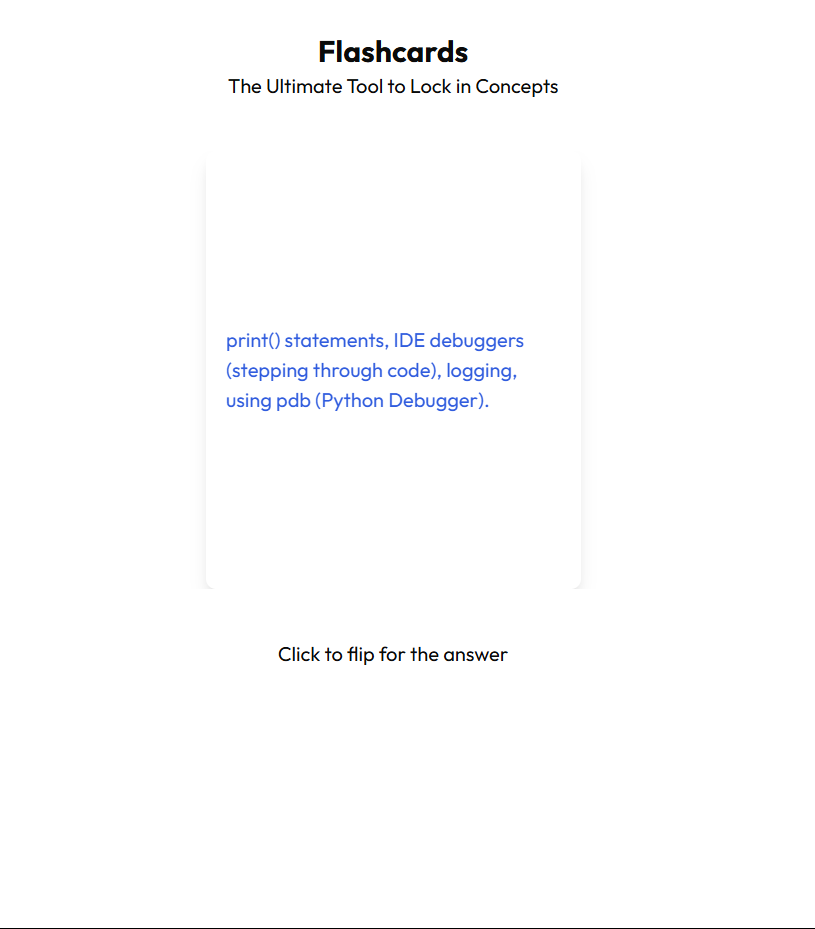 Flashcards
The Ultimate Tool to Lock in Concepts
print() statements, IDE debuggers
(stepping through code), logging,
using pdb (Python Debugger).
Click to flip for the answer